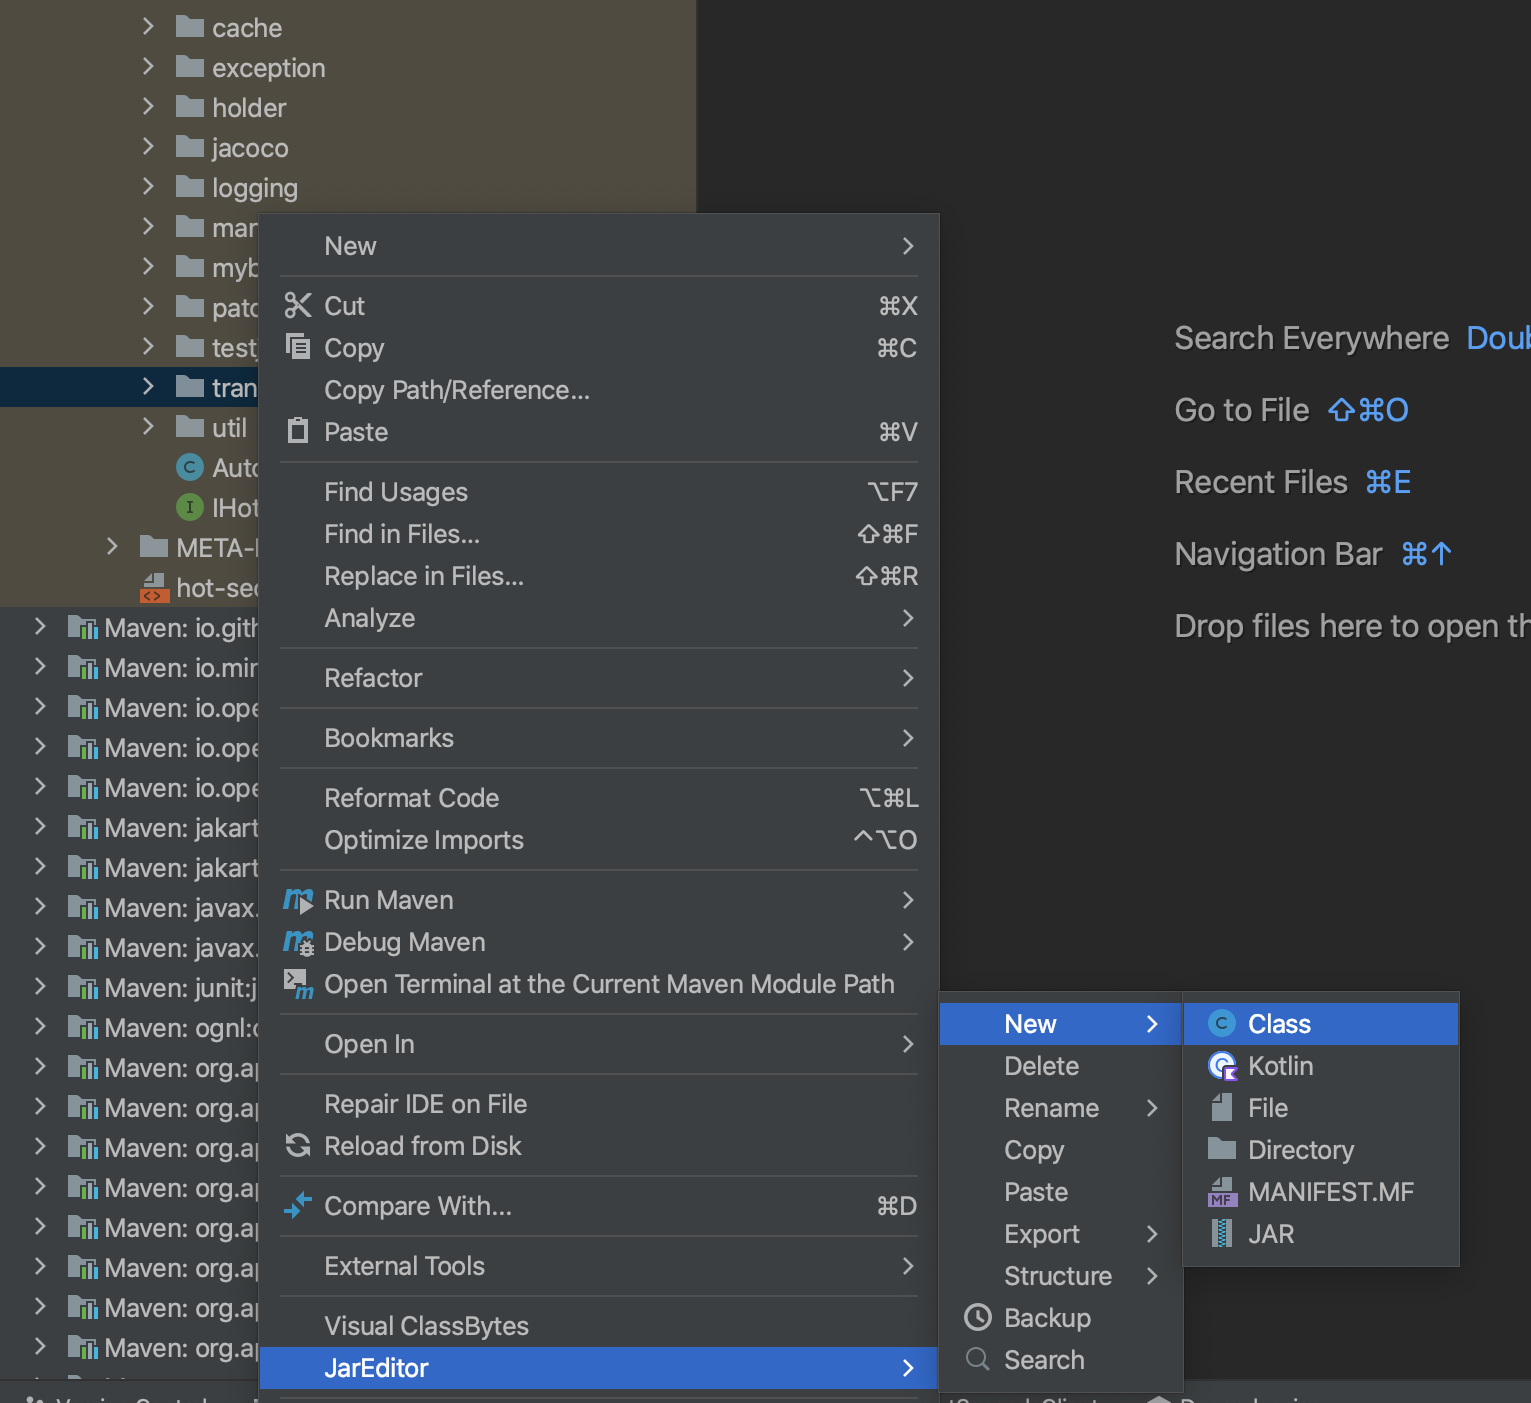 cache
exception
holder
jacoco
logging
mar
myb
patc
test
tran
util
Auto
IHot
META-
hot-sec
Maven: io.gith
Maven: io.mir
Maven: io.ope
Maven: io.ope
Maven: io.ope
Maven: jakart
Maven: jakart
Maven: javax.
Maven: javax.
Maven: junit:j
Maven: ognl:
Maven: org.ap
Maven: org.ap
Maven: org.ap
Maven: org.ap
Maven: org.ap
Maven: org.ap
Maven: org.ap
Maven: org.ap
New
Cut ⌘X
Copy ⌘C
Copy Path/Reference...
Paste ⌘V
Find Usages ⌥F7
Find in Files... ⇧⌘F
Replace in Files... ⇧⌘R
Analyze
Refactor
Bookmarks
Reformat Code ⌥⌘L
Optimize Imports ^⌥O
Run Maven
Debug Maven
Open Terminal at the Current Maven Module Path
Open In
Repair IDE on File
Reload from Disk
Compare With... ⌘D
External Tools
Visual ClassBytes
JarEditor
New
Delete
Rename
Copy
Paste
Export
Structure
Backup
Search
Class
Kotlin
File
Directory
MANIFEST.MF
JAR
Search Everywhere Doub
Go to File ⇧⌘O
Recent Files ⌘E
Navigation Bar ⌘↑
Drop files here to open th